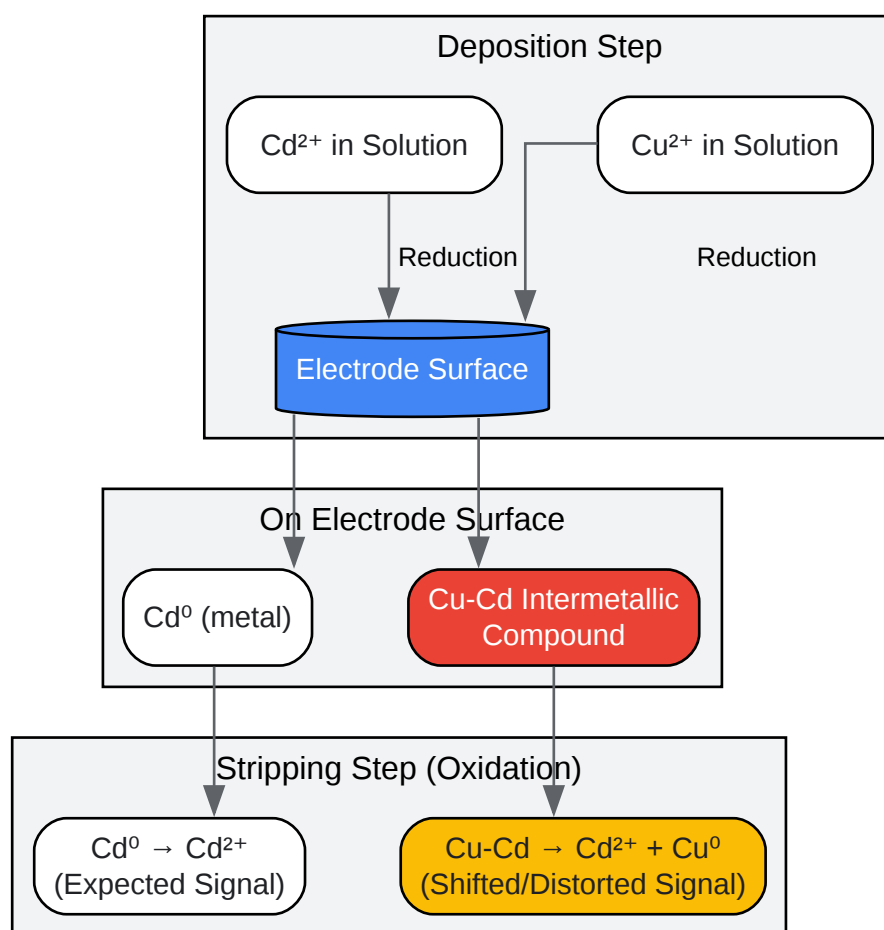 Deposition Step
Cd²⁺ in Solution
Cu²⁺ in Solution
Reduction
Reduction
Electrode Surface
On Electrode Surface
Cd⁰ (metal)
Cu-Cd Intermetallic
Compound
Stripping Step (Oxidation)
Cd⁰ → Cd²⁺
(Expected Signal)
Cu-Cd → Cd²⁺ + Cu⁰
(Shifted/Distorted Signal)